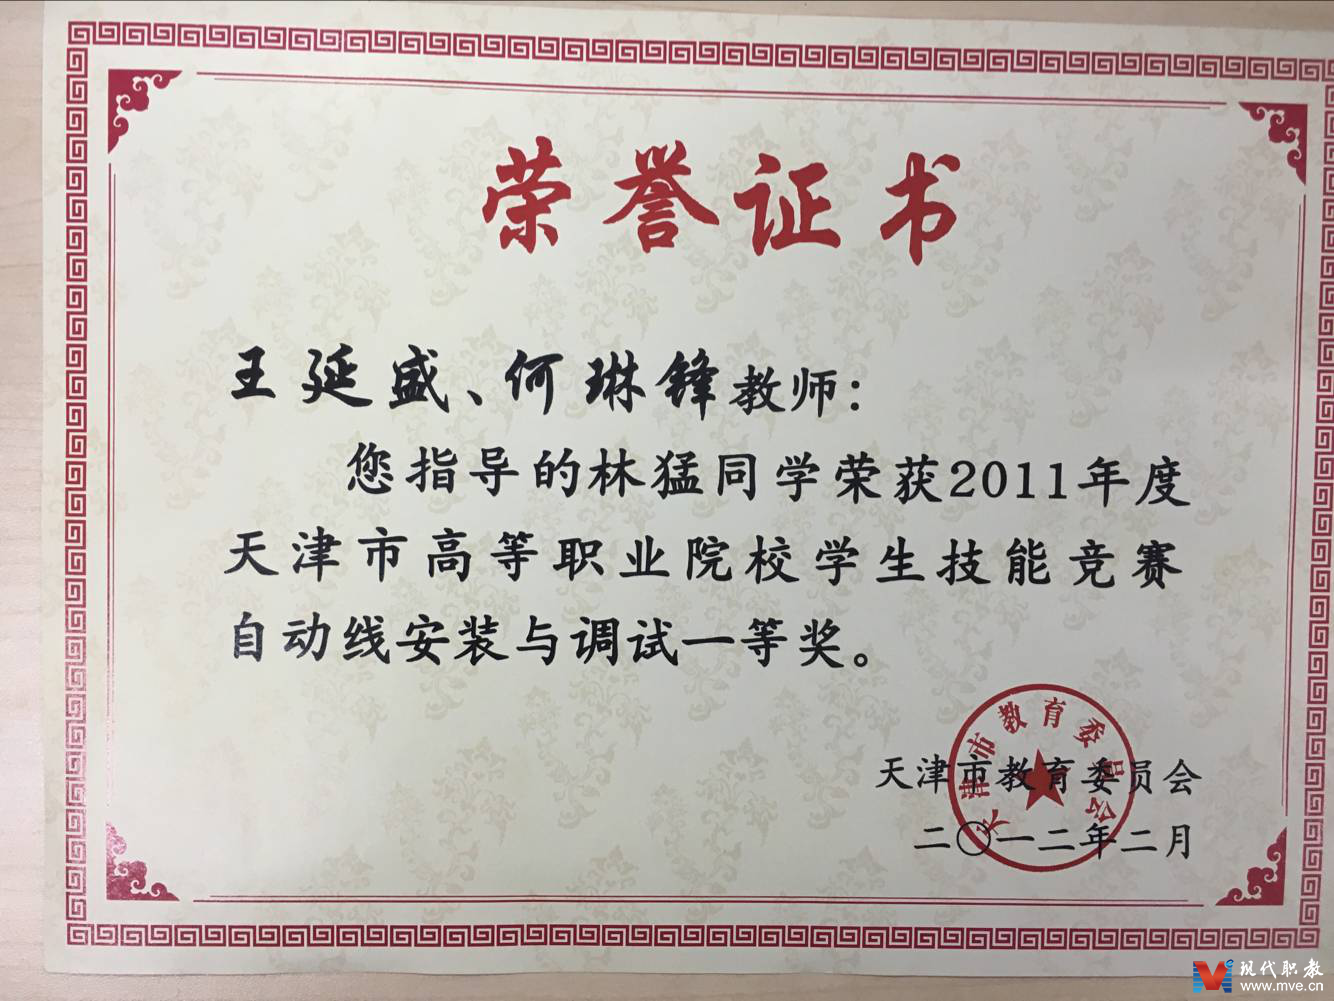 荣誉证书
王延盛、何琳锋教师：
您指导的林猛同学荣获2011年度
天津市高等职业院校学生技能竞赛
自动线安装与调试一等奖。
天津市教育委员会
天津市教育委员会
二〇一二年二月
现代职教
www.mve.cn